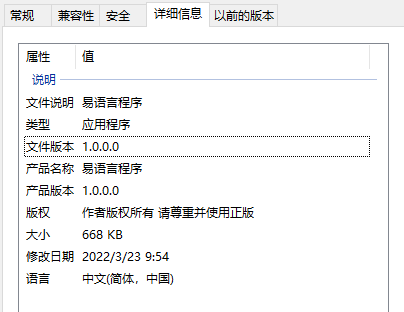 常规 兼容性 安全 详细信息 以前的版本
属性 值
说明
文件说明 易语言程序
类型 应用程序
文件版本 1.0.0.0
产品名称 易语言程序
产品版本 1.0.0.0
版权 作者版权所有 请尊重并使用正版
大小 668 KB
修改日期 2022/3/23 9:54
语言 中文(简体，中国)